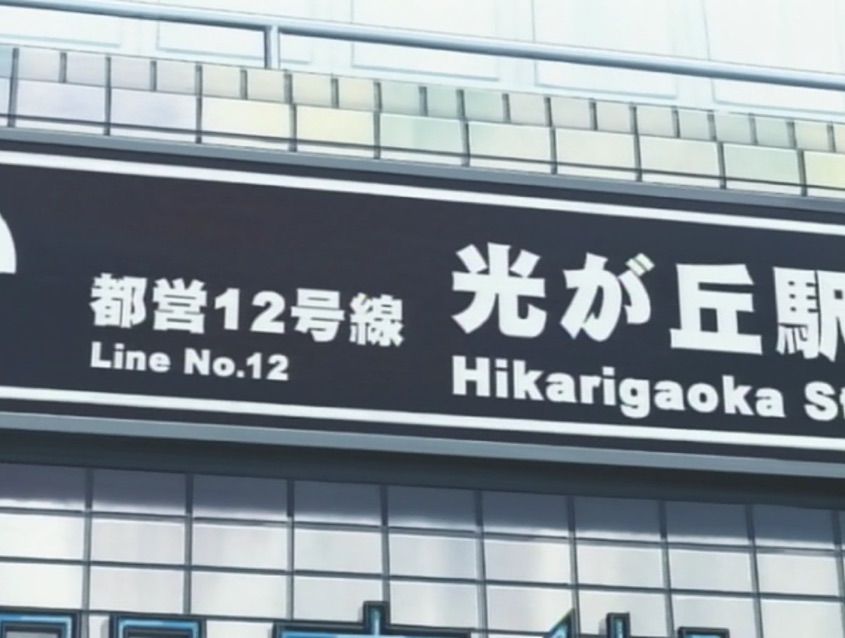 都営12号線
Line No.12
光が丘駅
Hikarigaoka